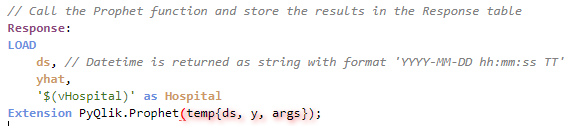 // Call the Prophet function and store the results in the Response table
Response:
LOAD
ds, // Datetime is returned as string with format 'YYYY-MM-DD hh:mm:ss TT'
yhat,
'$(vHospital)' as Hospital
Extension PyQlik.Prophet(temp{ds, y, args});